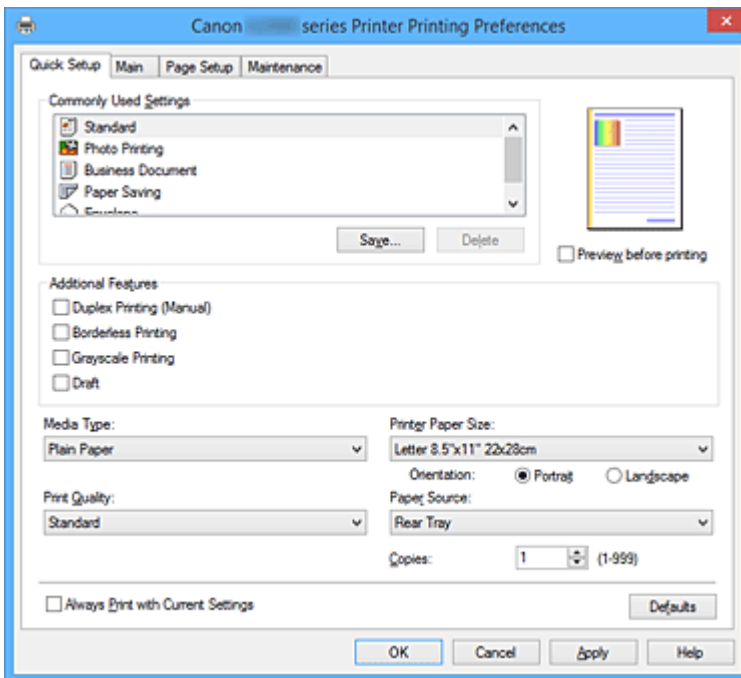 Canon series Printer Printing Preferences
Quick Setup Main Page Setup Maintenance
Commonly Used Settings
Standard
Photo Printing
Business Document
Paper Saving
Envelope
Save... Delete
Preview before printing
Additional Features
Duplex Printing (Manual)
Borderless Printing
Grayscale Printing
Draft
Media Type:
Plain Paper
Printer Paper Size:
Letter 8.5"x11" 22x28cm
Orientation: Portrait Landscape
Print Quality:
Standard
Paper Source:
Rear Tray
Copies: 1 (1-999)
Always Print with Current Settings
Defaults
OK Cancel Apply Help